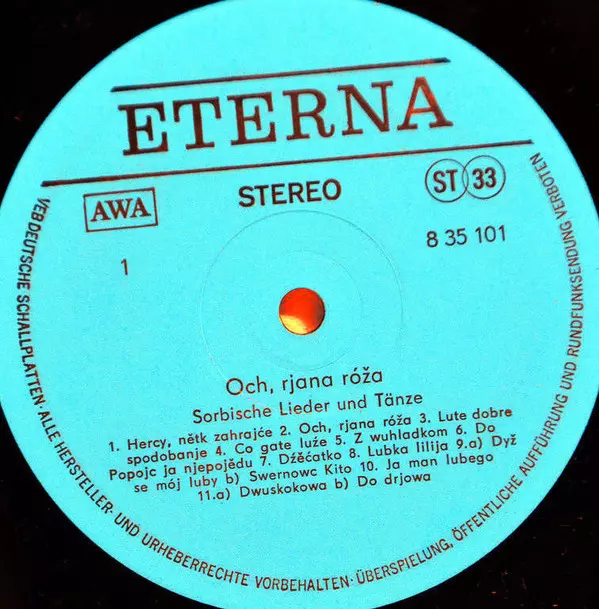 ETERNA
AWA
STEREO
ST 33
1
8 35 101
Och, rjana róža
Sorbische Lieder und Tänze
1. Hercy, nětk zahrajće 2. Och, rjana róža 3. Lute dobre
spodobanje 4. Co gate luźe 5. Z wuhladkom 6. Do
Popojc ja njepojědu 7. Dźěćatko 8. Lubka lilija 9.a) Dyž
se mój luby b) Swernowc Kito 10. Ja mam lubego
11.a) Dwuskokowa b) Do drjowa
VEB DEUTSCHE SCHALLPLATTEN · ALLE HERSTELLER- UND URHEBERRECHTE VORBEHALTEN · ÜBERSPIELUNG, ÖFFENTLICHE AUFFÜHRUNG UND RUNDFUNKSENDUNG VERBOTEN